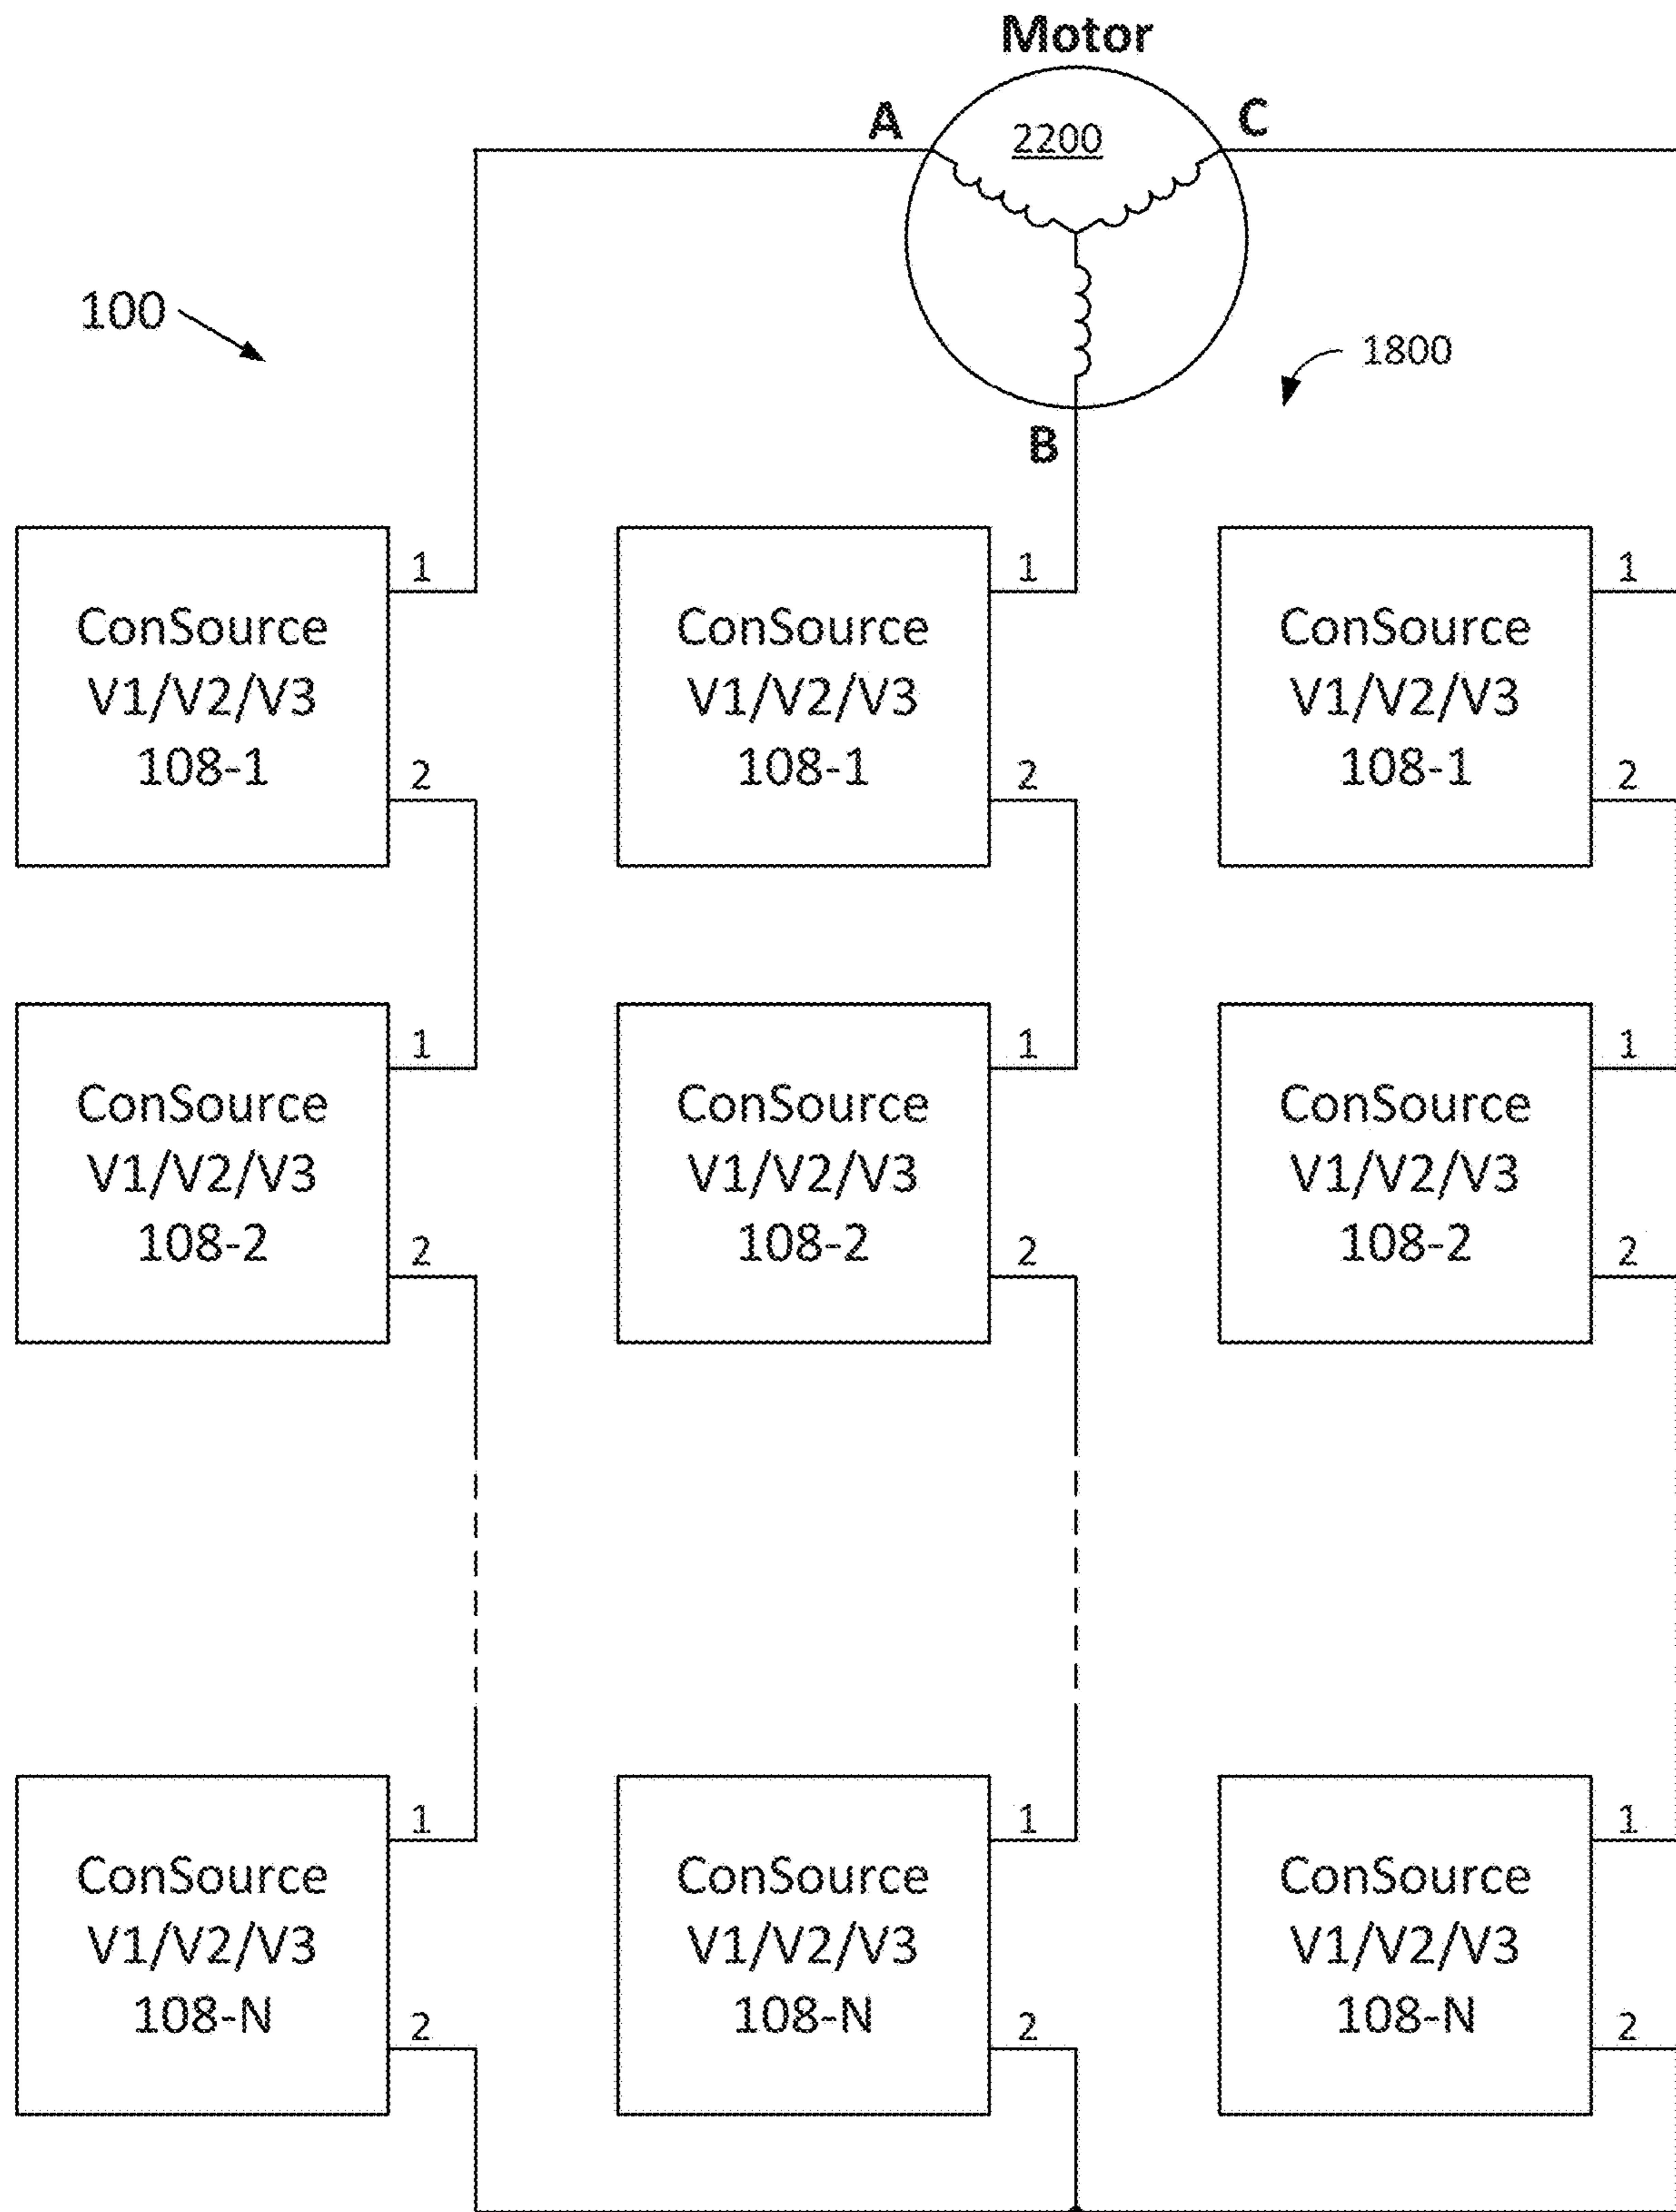 Motor
A
2200
C
100
1800
B
1
1
1
ConSource
V1/V2/V3
108-1
ConSource
V1/V2/V3
108-1
ConSource
V1/V2/V3
108-1
2
2
2
1
1
1
ConSource
V1/V2/V3
108-2
ConSource
V1/V2/V3
108-2
ConSource
V1/V2/V3
108-2
2
2
2
1
1
1
ConSource
V1/V2/V3
108-N
ConSource
V1/V2/V3
108-N
ConSource
V1/V2/V3
108-N
2
2
2